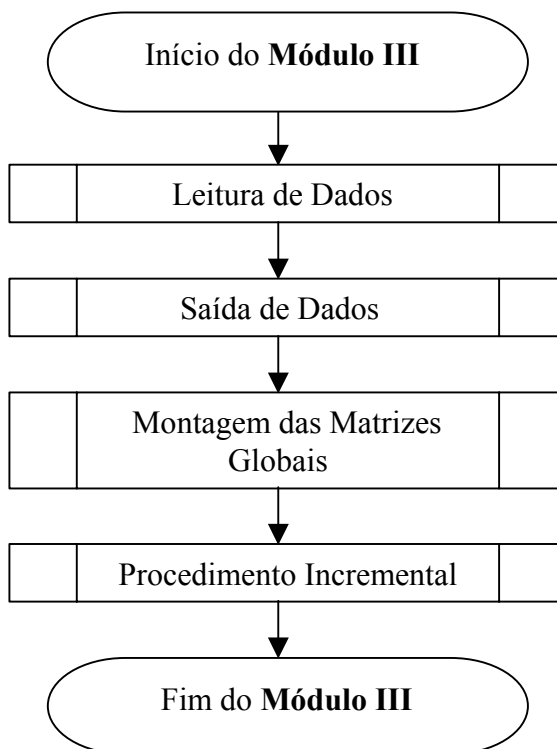 Início do Módulo III
Leitura de Dados
Saída de Dados
Montagem das Matrizes
Globais
Procedimento Incremental
Fim do Módulo III